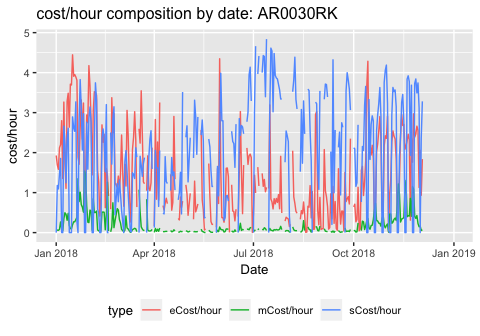 cost/hour composition by date: AR0030RK
5
4
3
2
1
0
cost/hour
Jan 2018 Apr 2018 Jul 2018 Oct 2018 Jan 2019
Date
type eCost/hour mCost/hour sCost/hour